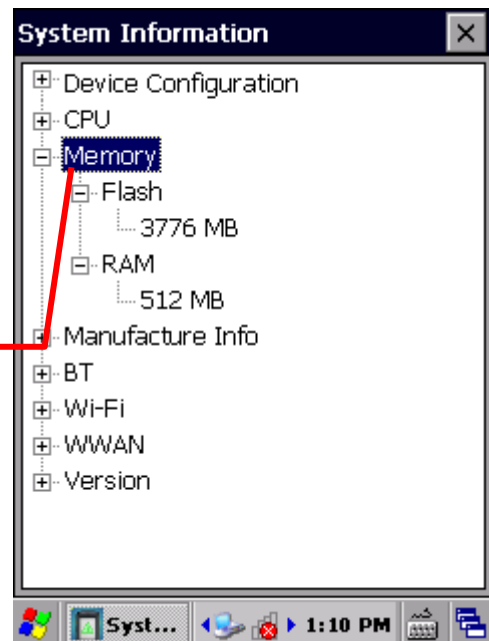 System Information
Device Configuration
CPU
Memory
Flash
3776 MB
RAM
512 MB
Manufacture Info
BT
Wi-Fi
WWAN
Version
Syst... 1:10 PM